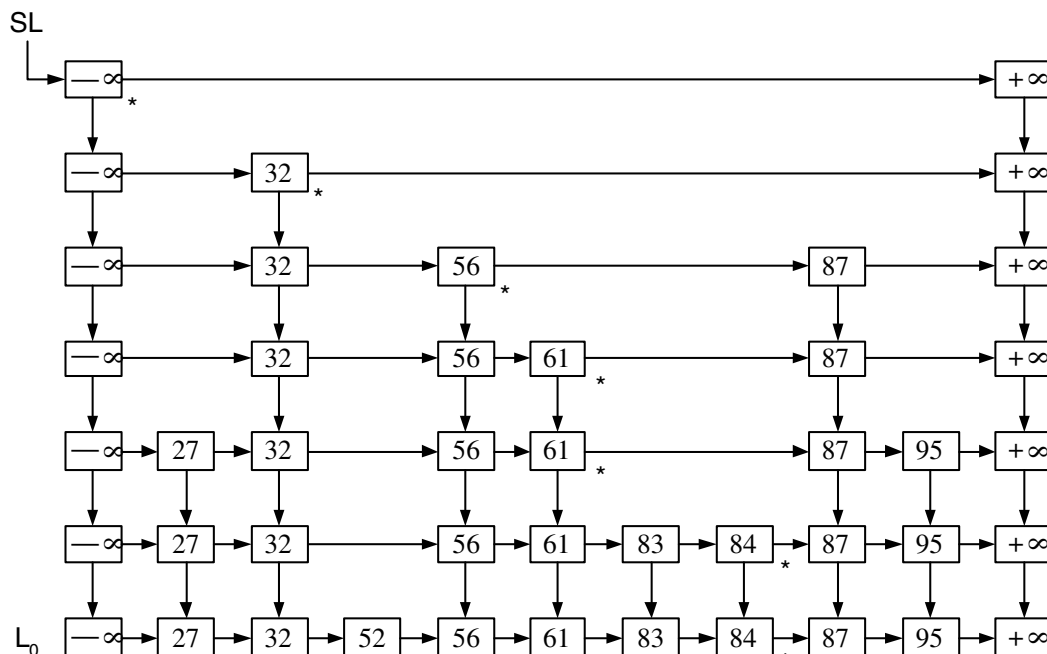 SL
−∞ +∞
*
−∞ 32 +∞
*
−∞ 32 56 87 +∞
*
−∞ 32 56 61 87 +∞
*
−∞ 27 32 56 61 87 95 +∞
*
−∞ 27 32 56 61 83 84 87 95 +∞
*
L₀ −∞ 27 32 52 56 61 83 84 87 95 +∞
*